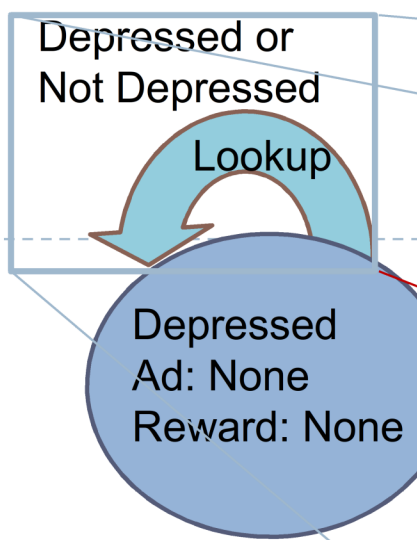 Depressed or
Not Depressed
Lookup
Depressed
Ad: None
Reward: None